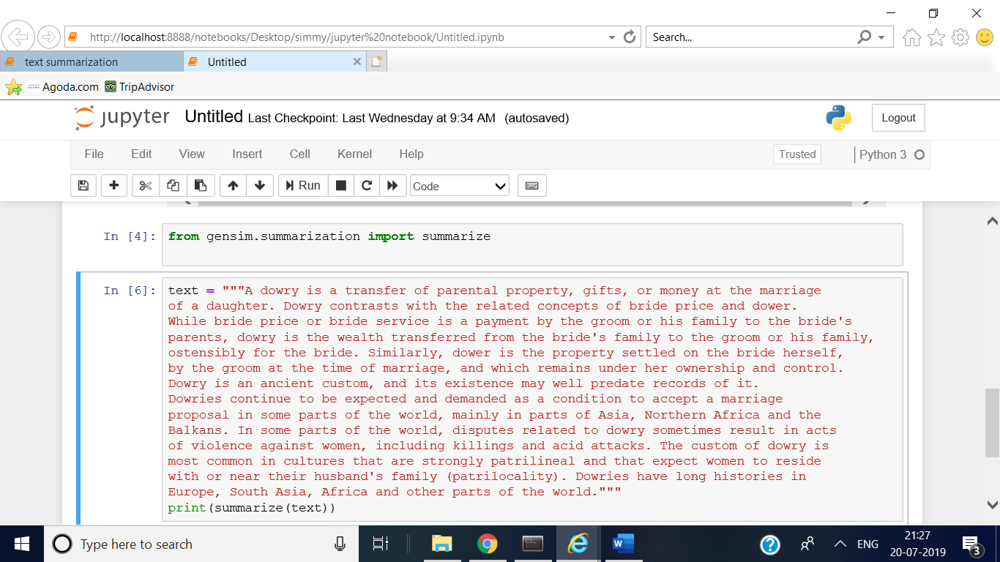 http://localhost:8888/notebooks/Desktop/simmy/jupyter%20notebook/Untitled.ipynb
Search...
text summarization
Untitled
Agoda.com
TripAdvisor
jupyter
Untitled Last Checkpoint: Last Wednesday at 9:34 AM (autosaved)
Logout
File Edit View Insert Cell Kernel Help
Trusted
Python 3
Run
Code
In [4]:
from gensim.summarization import summarize
In [6]:
text = """A dowry is a transfer of parental property, gifts, or money at the marriage
of a daughter. Dowry contrasts with the related concepts of bride price and dower.
While bride price or bride service is a payment by the groom or his family to the bride's
parents, dowry is the wealth transferred from the bride's family to the groom or his family,
ostensibly for the bride. Similarly, dower is the property settled on the bride herself,
by the groom at the time of marriage, and which remains under her ownership and control.
Dowry is an ancient custom, and its existence may well predate records of it.
Dowries continue to be expected and demanded as a condition to accept a marriage
proposal in some parts of the world, mainly in parts of Asia, Northern Africa and the
Balkans. In some parts of the world, disputes related to dowry sometimes result in acts
of violence against women, including killings and acid attacks. The custom of dowry is
most common in cultures that are strongly patrilineal and that expect women to reside
with or near their husband's family (patrilocality). Dowries have long histories in
Europe, South Asia, Africa and other parts of the world."""
print(summarize(text))
Type here to search
ENG
21:27
20-07-2019
3